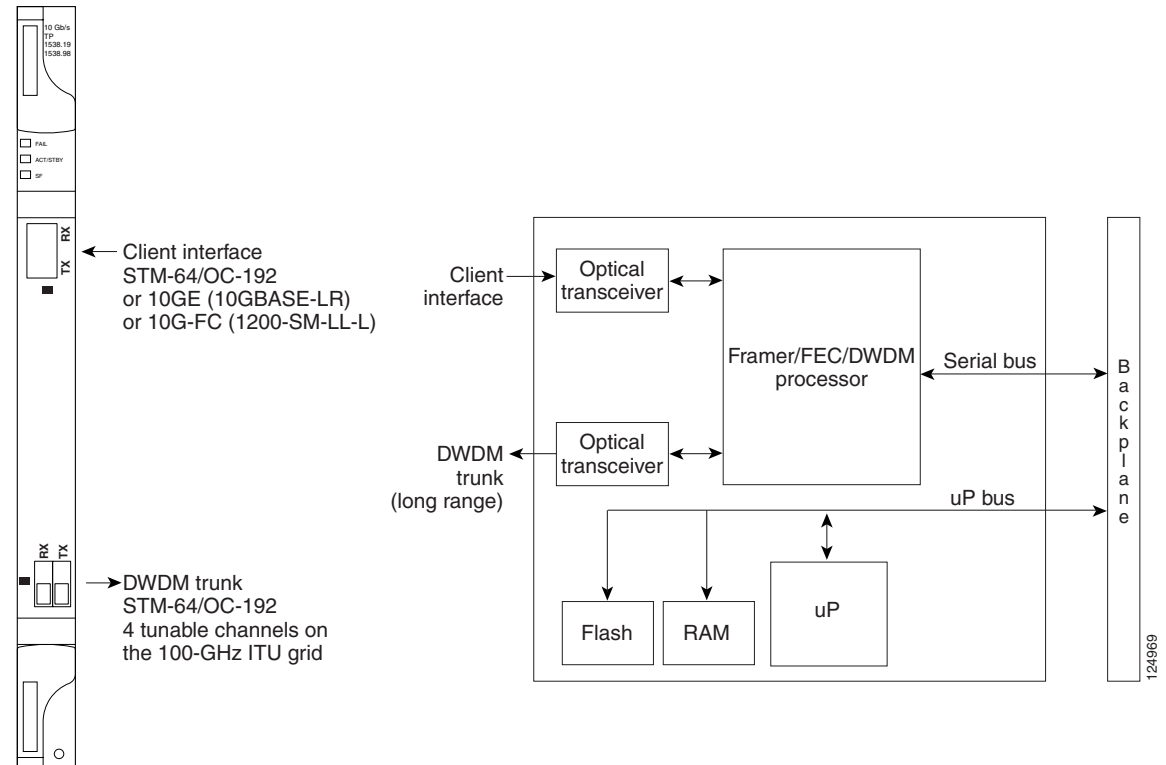 10 Gb/s
TP
1538.19
1538.98
FAIL
ACT/STBY
SF
RX
TX
Client interface
STM-64/OC-192
or 10GE (10GBASE-LR)
or 10G-FC (1200-SM-LL-L)
RX
TX
DWDM trunk
STM-64/OC-192
4 tunable channels on
the 100-GHz ITU grid
Client
interface
Optical
transceiver
Framer/FEC/DWDM
processor
Serial bus
DWDM
trunk
(long range)
Optical
transceiver
uP bus
Flash
RAM
uP
Backplane
124969